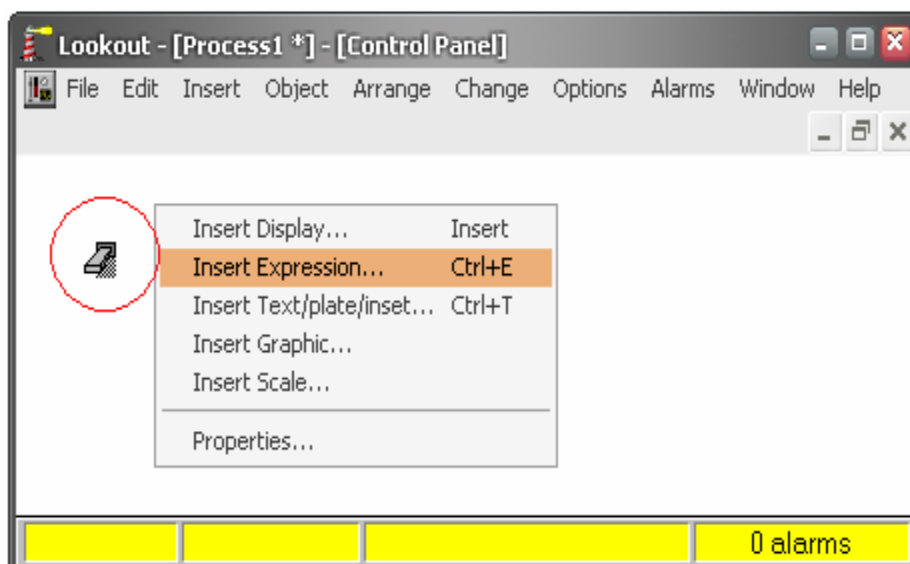 Lookout - [Process1 *] - [Control Panel]
File Edit Insert Object Arrange Change Options Alarms Window Help
Insert Display... Insert
Insert Expression... Ctrl+E
Insert Text/plate/inset... Ctrl+T
Insert Graphic...
Insert Scale...
Properties...
0 alarms